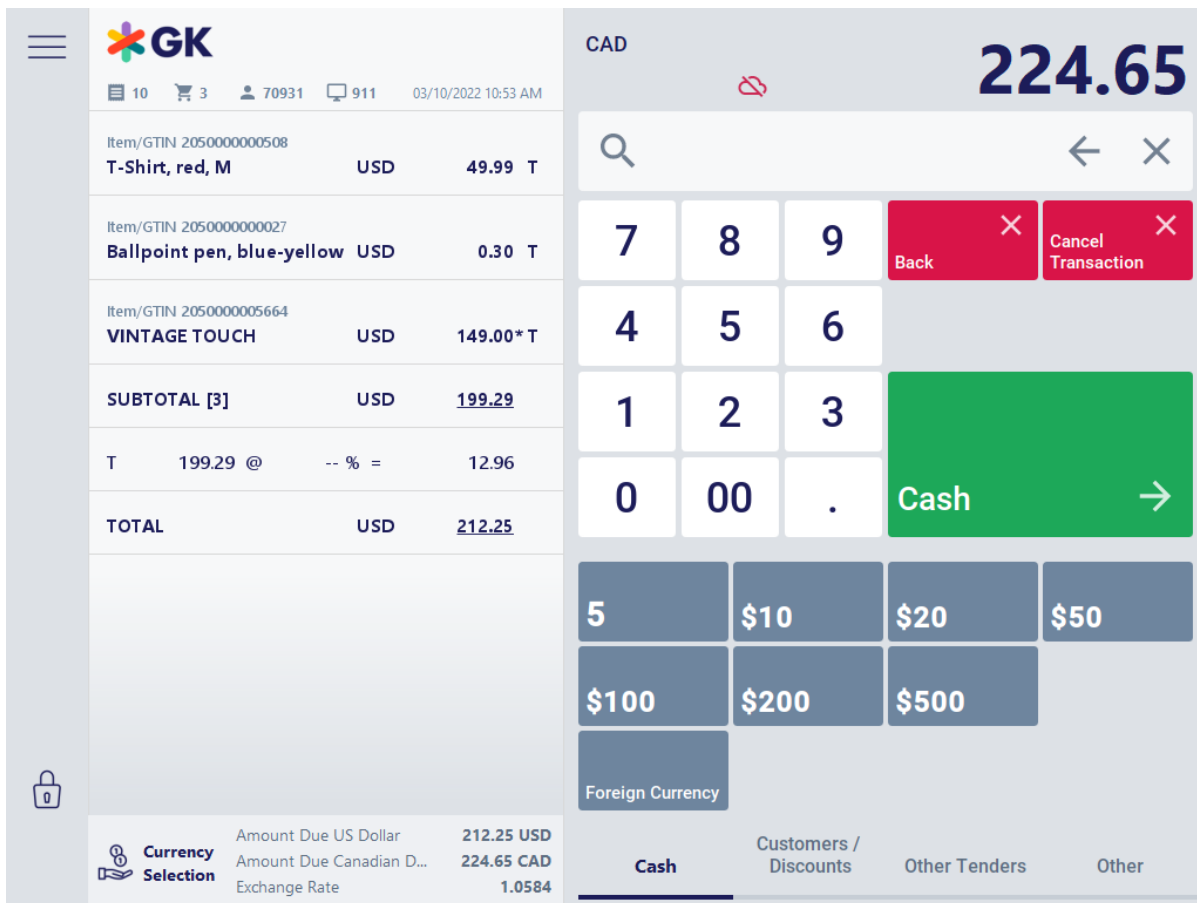 GK
10 3 70931 911 03/10/2022 10:53 AM
Item/GTIN 2050000000508
T-Shirt, red, M USD 49.99 T
Item/GTIN 2050000000027
Ballpoint pen, blue-yellow USD 0.30 T
Item/GTIN 2050000005664
VINTAGE TOUCH USD 149.00* T
SUBTOTAL [3] USD 199.29
T 199.29 @ -- % = 12.96
TOTAL USD 212.25
Currency Selection
Amount Due US Dollar 212.25 USD
Amount Due Canadian D... 224.65 CAD
Exchange Rate 1.0584
CAD
224.65
7 8 9
Back
Cancel
Transaction
4 5 6
1 2 3
0 00 .
Cash
5 $10 $20 $50
$100 $200 $500
Foreign Currency
Cash
Customers /
Discounts
Other Tenders
Other